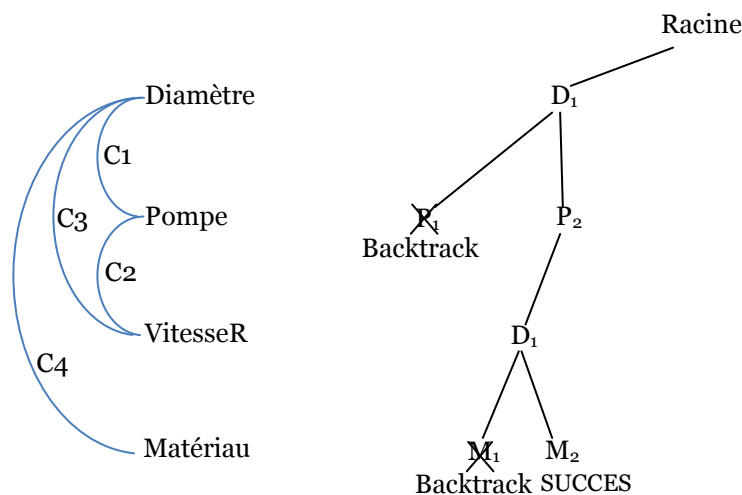 Racine
Diamètre
D₁
C1
C3
Pompe
P₁
P₂
Backtrack
C2
VitesseR
D₁
C4
Matériau
M₁
M₂
Backtrack
SUCCES